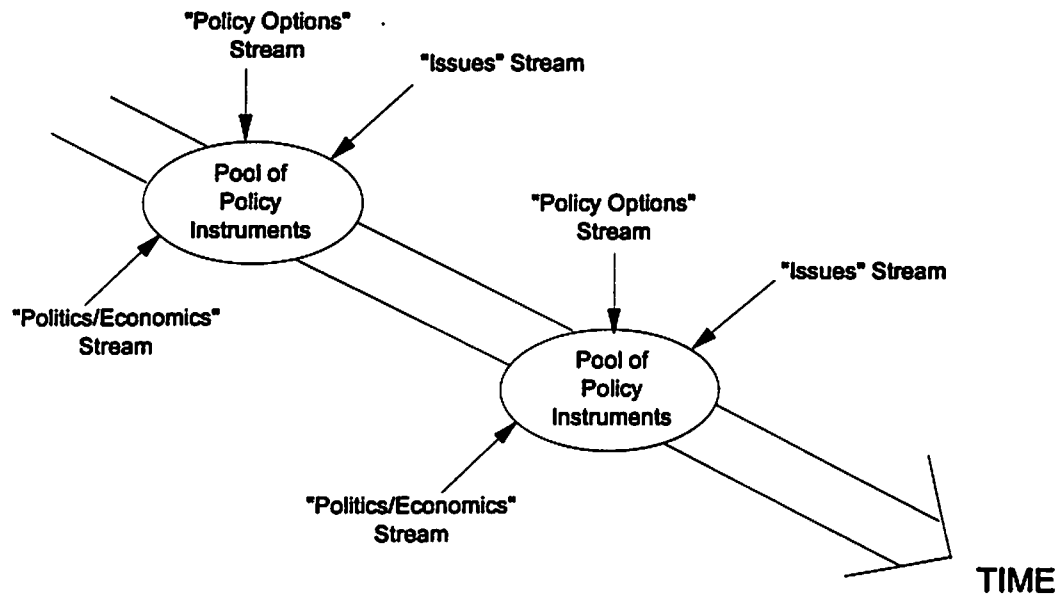 "Policy Options"
Stream
"Issues" Stream
Pool of
Policy
Instruments
"Politics/Economics"
Stream
"Policy Options"
Stream
"Issues" Stream
Pool of
Policy
Instruments
"Politics/Economics"
Stream
TIME